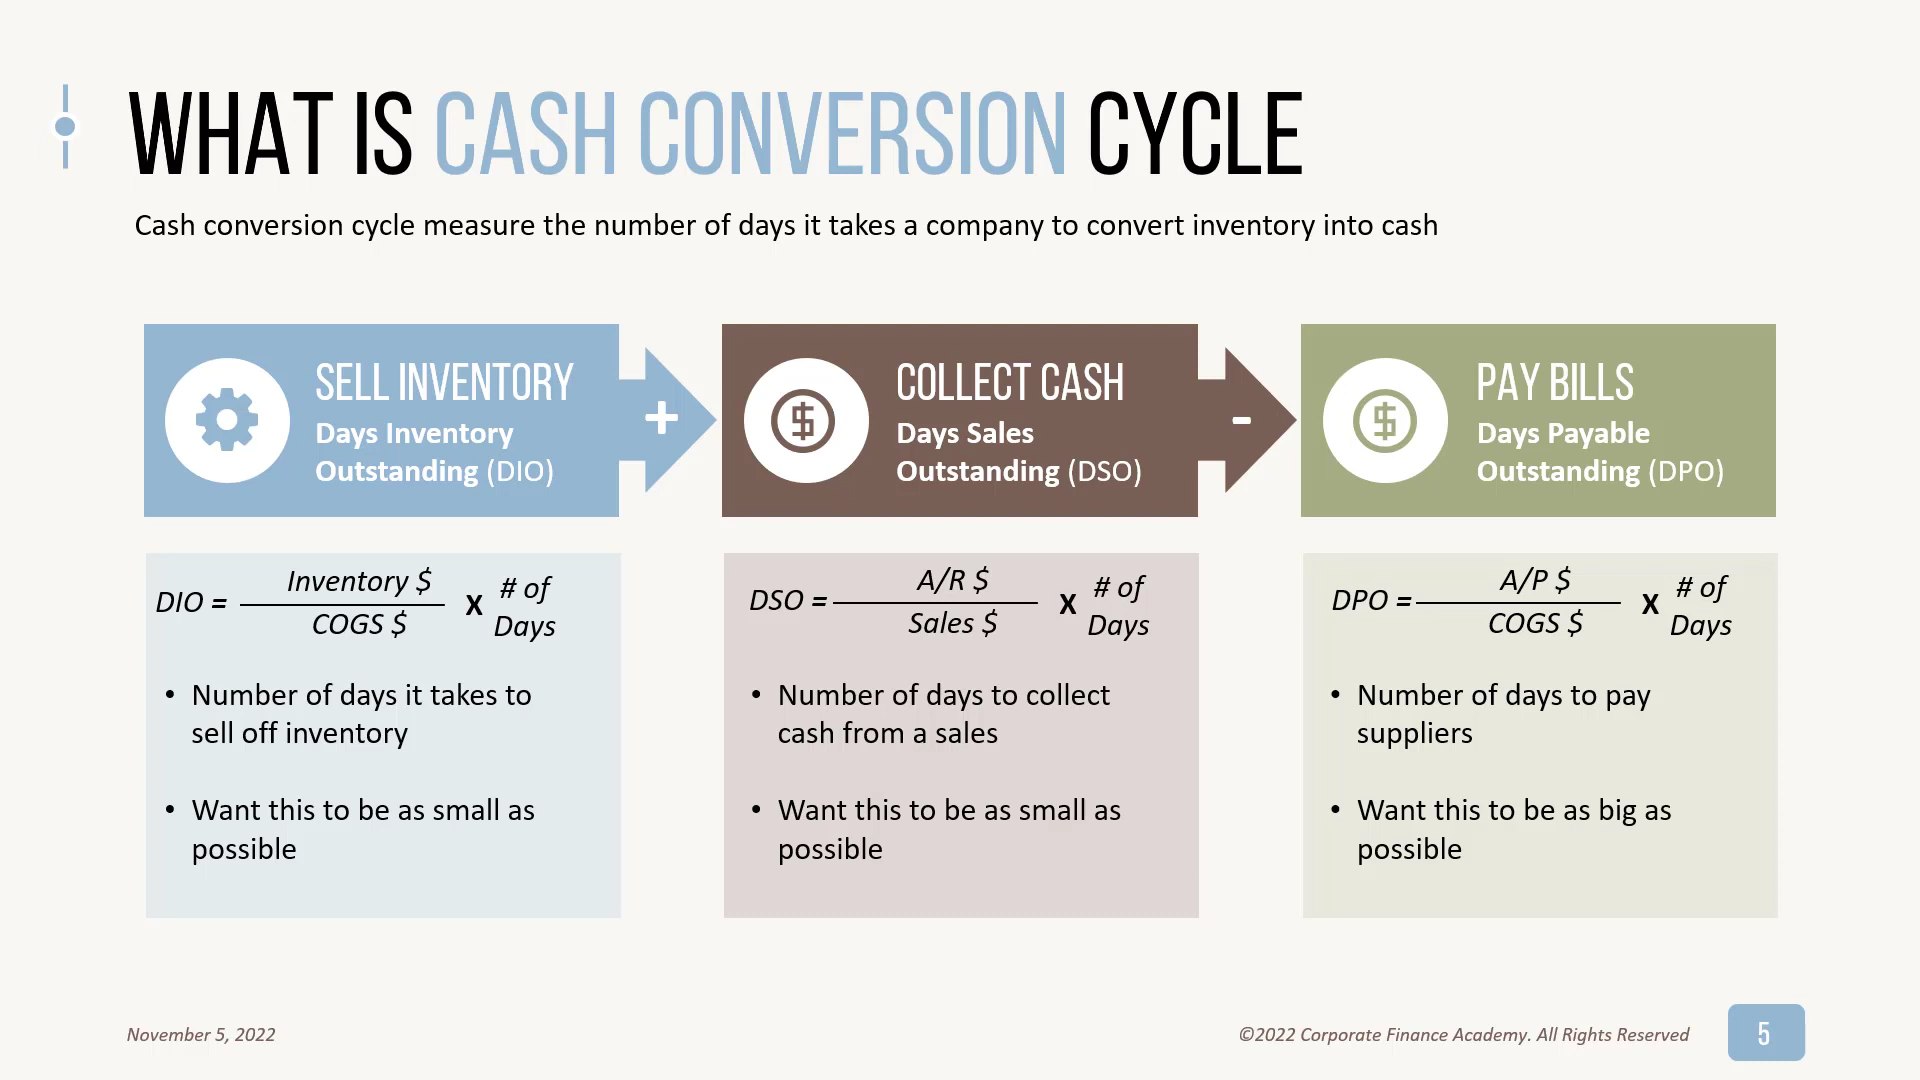 WHAT IS CASH CONVERSION CYCLE
Cash conversion cycle measure the number of days it takes a company to convert inventory into cash
SELL INVENTORY
Days Inventory
Outstanding (DIO)
+
COLLECT CASH
Days Sales
Outstanding (DSO)
-
PAY BILLS
Days Payable
Outstanding (DPO)
DIO =
Inventory $
COGS $
X
# of
Days
• Number of days it takes to
sell off inventory
• Want this to be as small as
possible
DSO =
A/R $
Sales $
X
# of
Days
• Number of days to collect
cash from a sales
• Want this to be as small as
possible
DPO =
A/P $
COGS $
X
# of
Days
• Number of days to pay
suppliers
• Want this to be as big as
possible
November 5, 2022
©2022 Corporate Finance Academy. All Rights Reserved
5